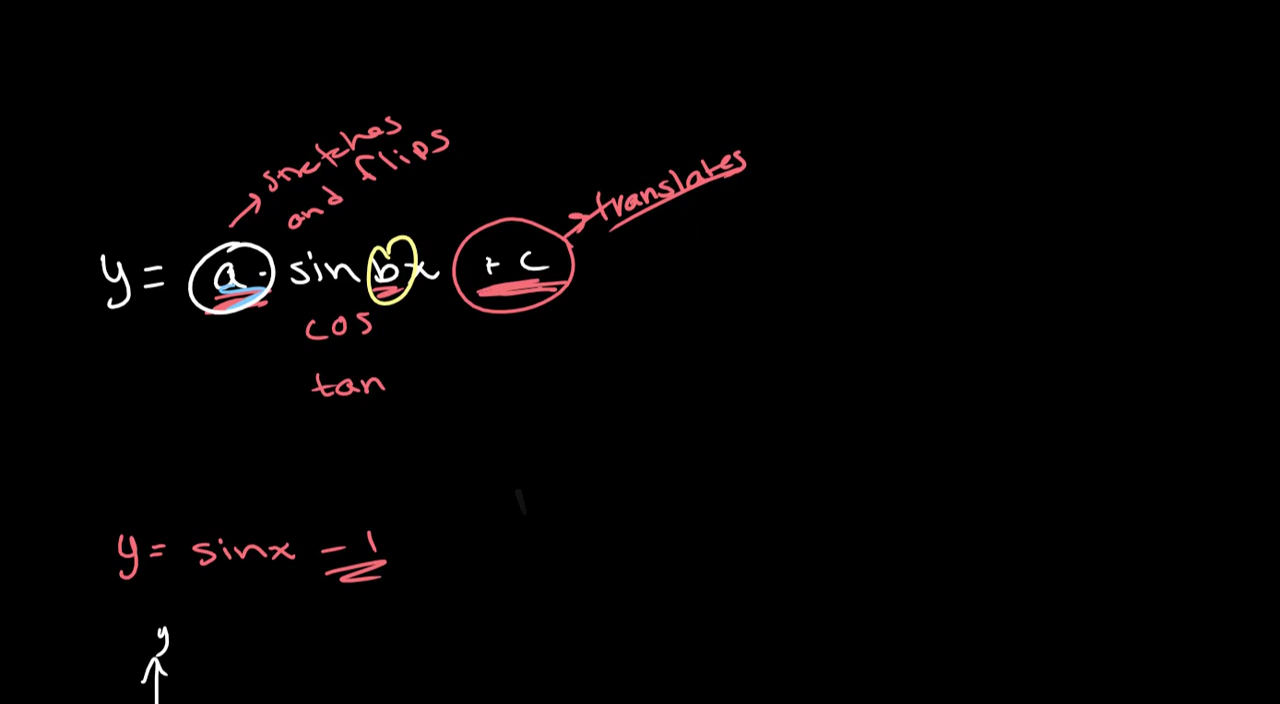 stretches
and flips
translates
y = a. sin bx + c
cos
tan
y = sinx - 1
y